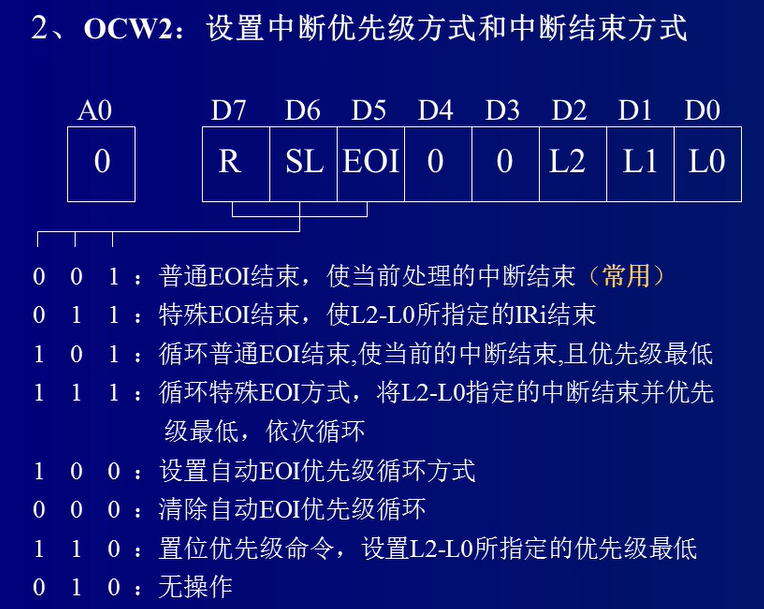 2、OCW2：设置中断优先级方式和中断结束方式
A0 D7 D6 D5 D4 D3 D2 D1 D0
0 R SL EOI 0 0 L2 L1 L0
0 0 1：普通EOI结束，使当前处理的中断结束（常用）
0 1 1：特殊EOI结束，使L2-L0所指定的IRi结束
1 0 1：循环普通EOI结束,使当前的中断结束,且优先级最低
1 1 1：循环特殊EOI方式，将L2-L0指定的中断结束并优先
级最低，依次循环
1 0 0：设置自动EOI优先级循环方式
0 0 0：清除自动EOI优先级循环
1 1 0：置位优先级命令，设置L2-L0所指定的优先级最低
0 1 0：无操作